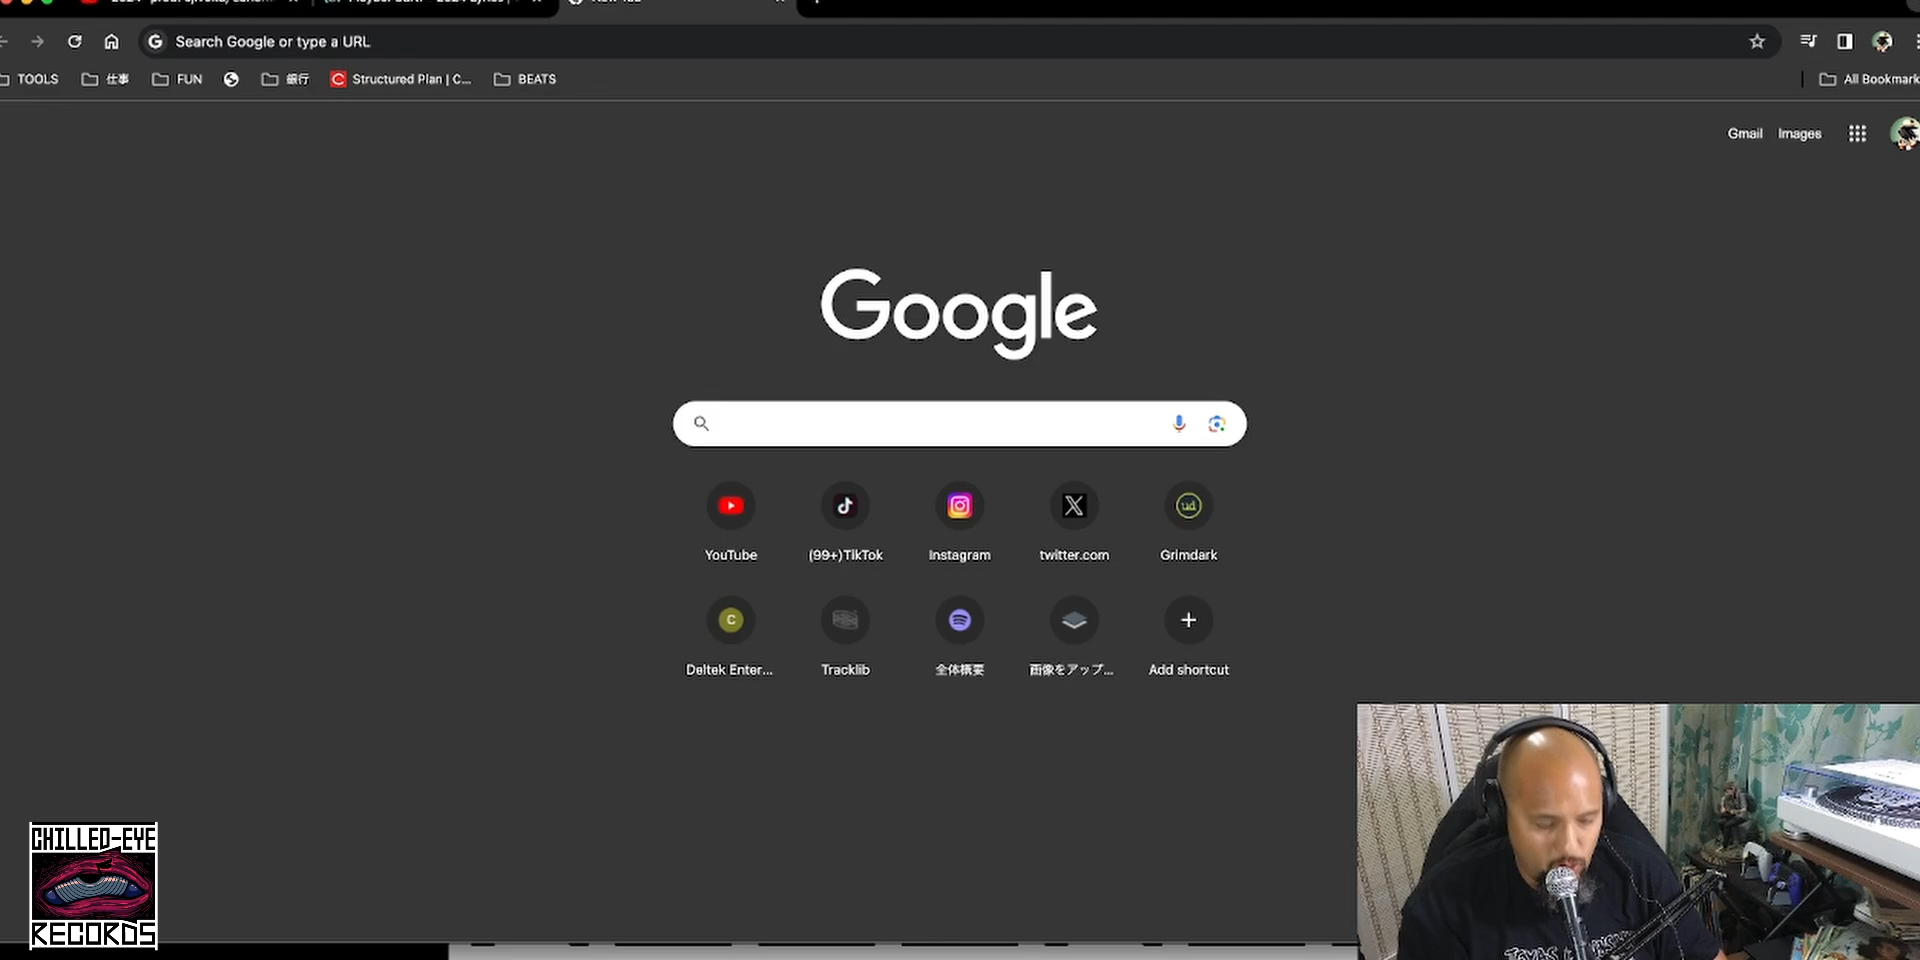 Search Google or type a URL
TOOLS 仕事 FUN 銀行 Structured Plan | C... BEATS All Bookmark
Gmail Images
Google
YouTube (99+)TikTok Instagram twitter.com Grimdark
C
Deltek Enter... Tracklib 全体概要 画像をアップ... Add shortcut
CHILLED-EYE
RECORDS